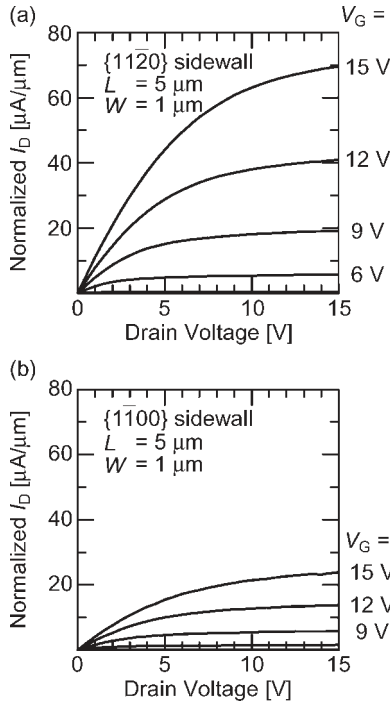 (a)
V_G =
80
{112̄0} sidewall
L = 5 μm
W = 1 μm
15 V
60
12 V
40
9 V
20
6 V
Normalized I_D [μA/μm]
0 5 10 15
Drain Voltage [V]
(b)
80
{11̄00} sidewall
L = 5 μm
W = 1 μm
60
40
V_G =
15 V
20
12 V
9 V
Normalized I_D [μA/μm]
0 5 10 15
Drain Voltage [V]